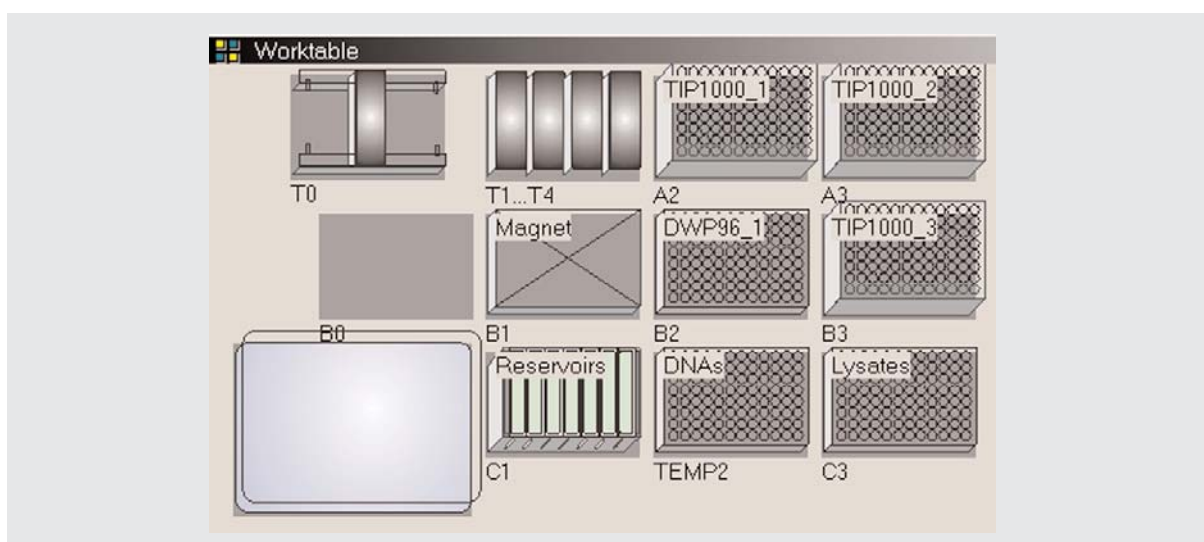 Worktable
TIP1000_1
TIP1000_2
T0
T1...T4
A2
A3
Magnet
DWP96_1
TIP1000_3
B0
B1
B2
B3
Reservoirs
DNAs
Lysates
C1
TEMP2
C3